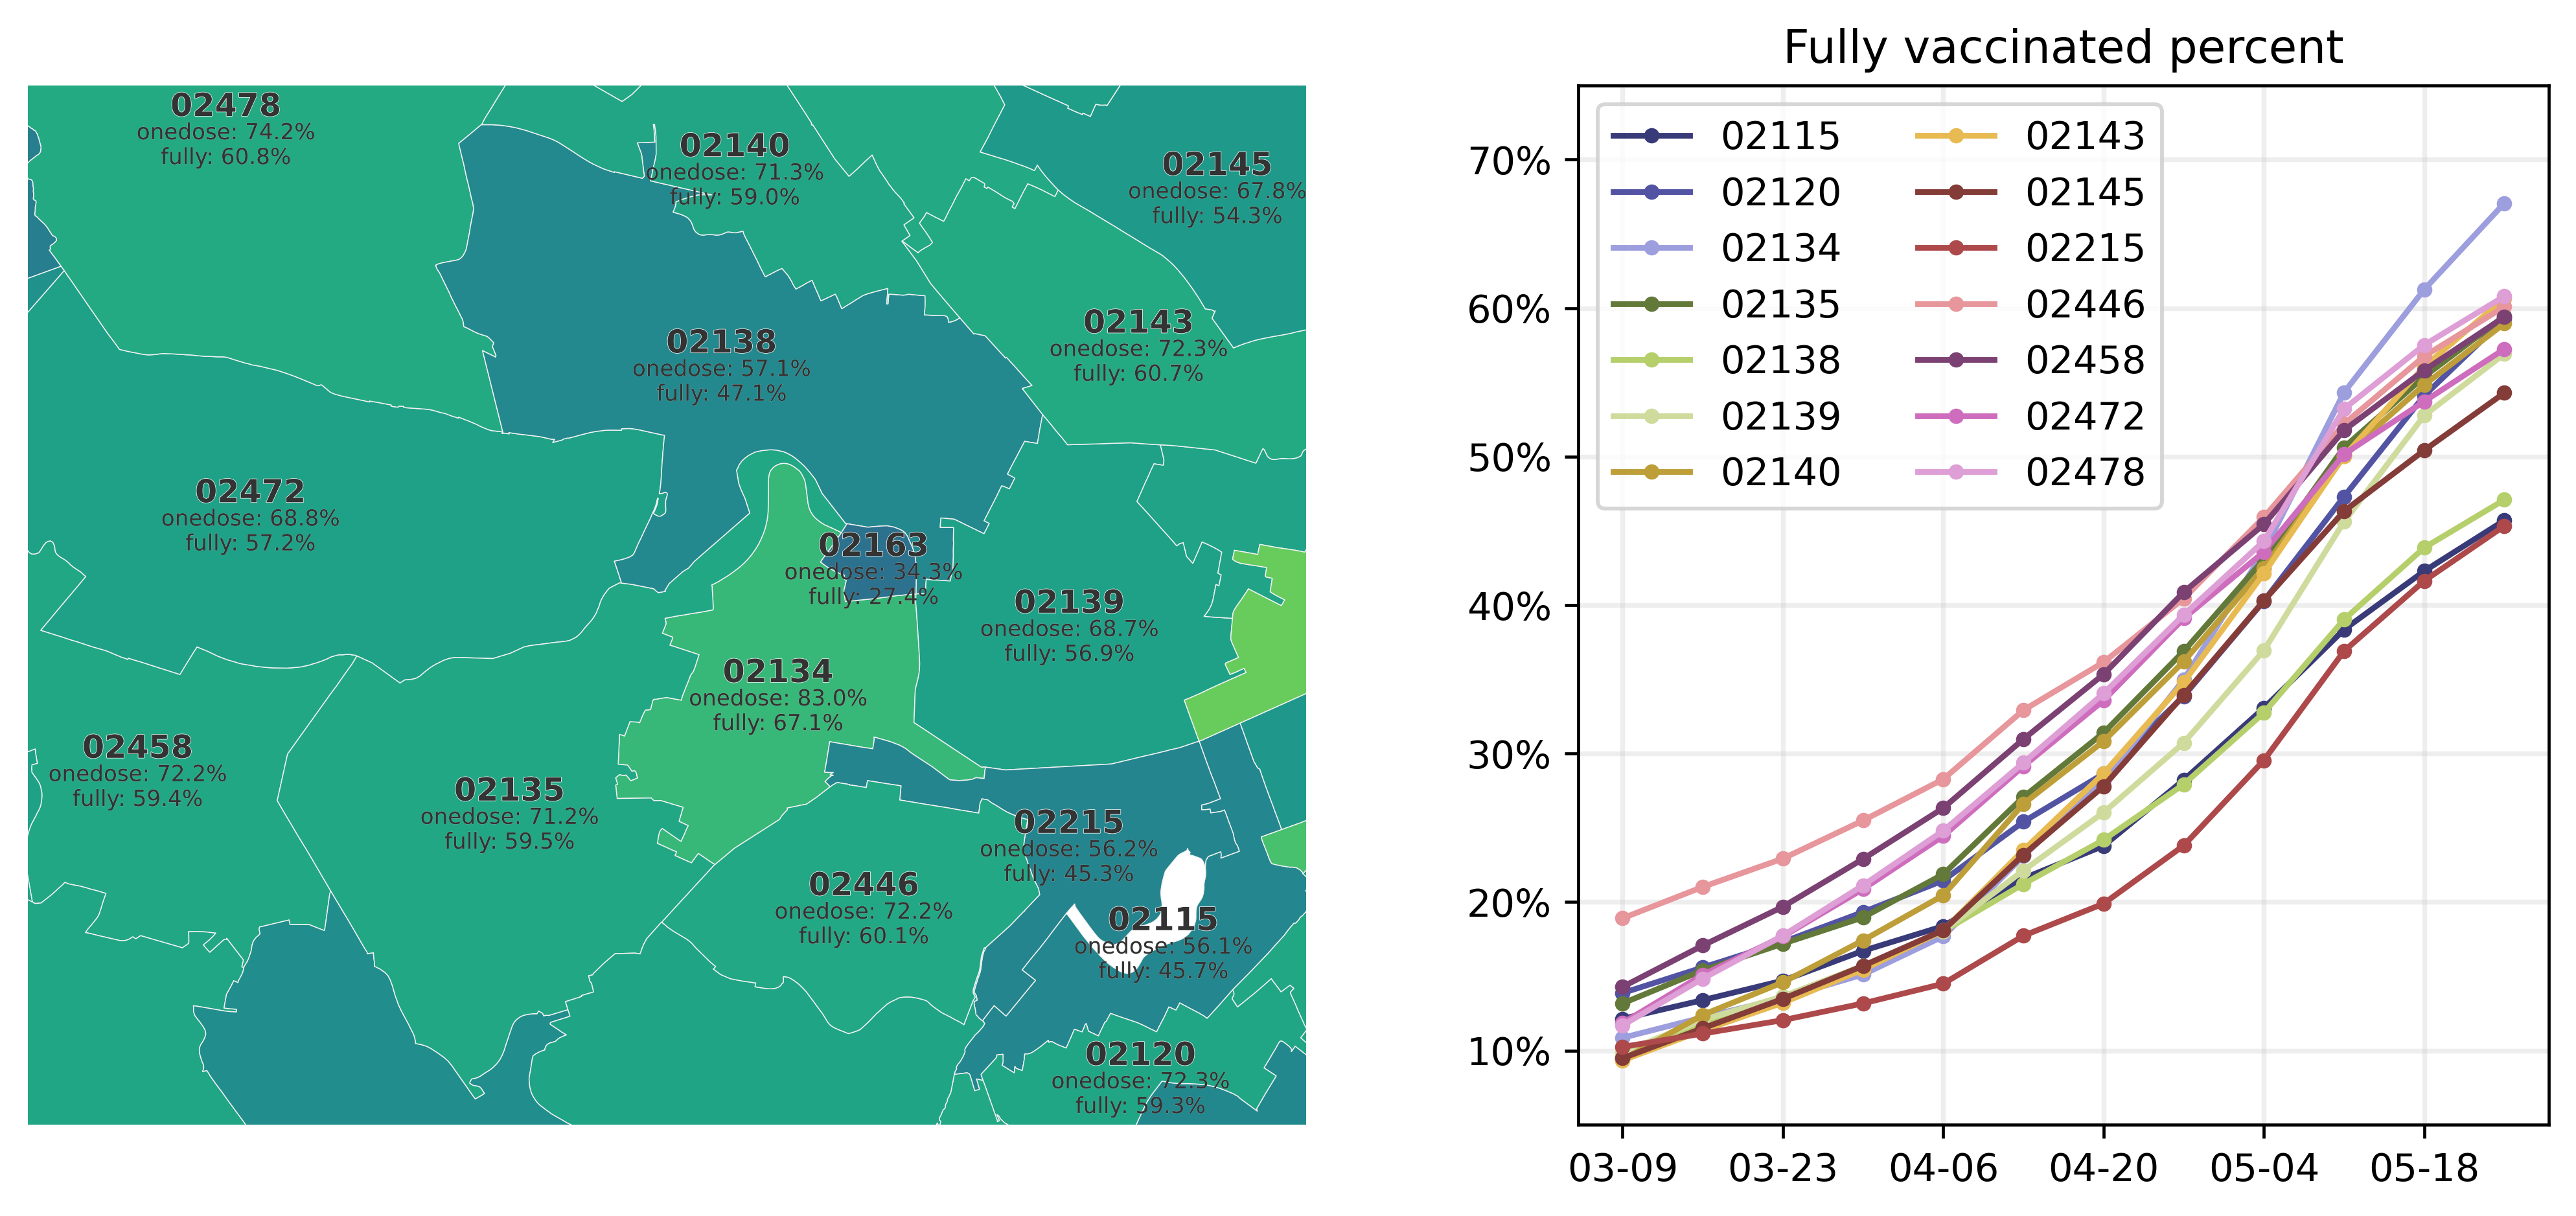 02478
onedose: 74.2%
fully: 60.8%
02140
onedose: 71.3%
fully: 59.0%
02145
onedose: 67.8%
fully: 54.3%
02138
onedose: 57.1%
fully: 47.1%
02143
onedose: 72.3%
fully: 60.7%
02472
onedose: 68.8%
fully: 57.2%
02163
onedose: 34.3%
fully: 27.4%
02139
onedose: 68.7%
fully: 56.9%
02134
onedose: 83.0%
fully: 67.1%
02458
onedose: 72.2%
fully: 59.4%
02135
onedose: 71.2%
fully: 59.5%
02215
onedose: 56.2%
fully: 45.3%
02446
onedose: 72.2%
fully: 60.1%
02115
onedose: 56.1%
fully: 45.7%
02120
onedose: 72.3%
fully: 59.3%
Fully vaccinated percent
02115
02120
02134
02135
02138
02139
02140
02143
02145
02215
02446
02458
02472
02478
70%
60%
50%
40%
30%
20%
10%
03-09 03-23 04-06 04-20 05-04 05-18